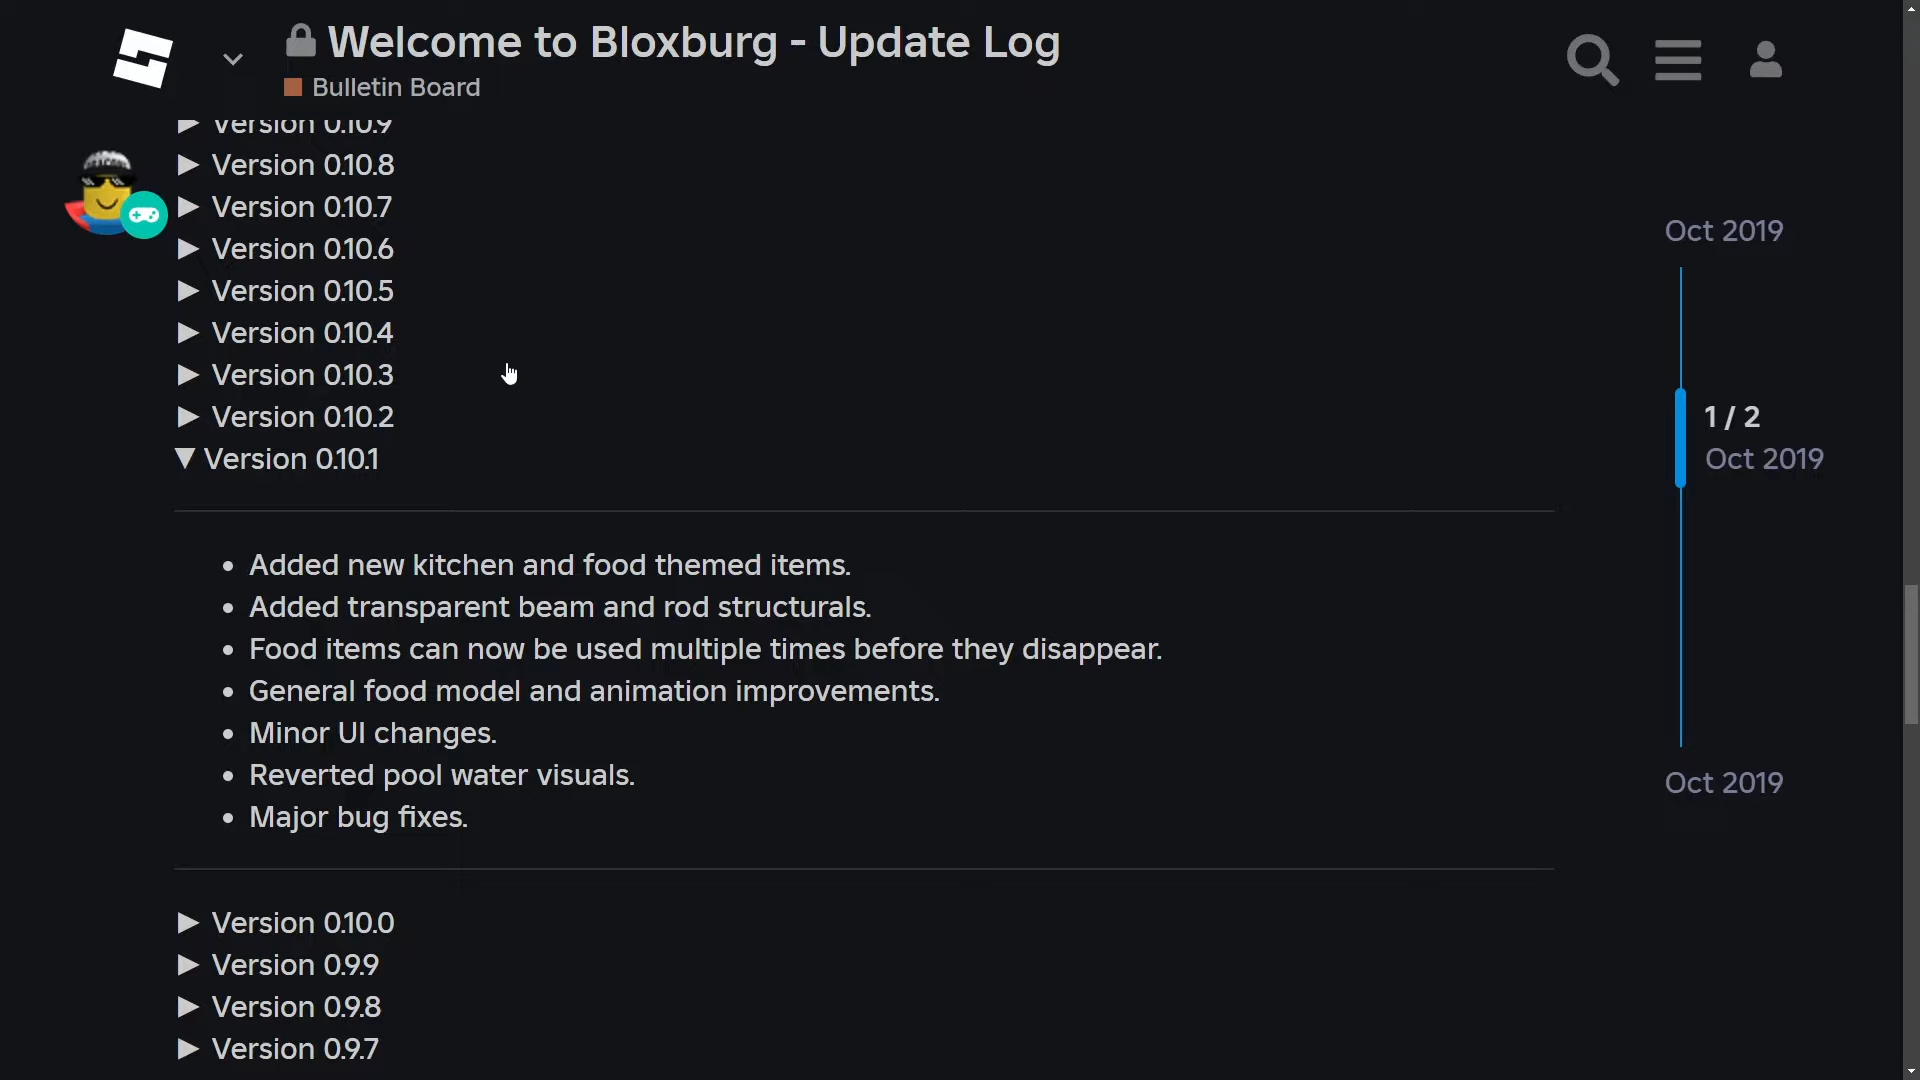 Welcome to Bloxburg - Update Log
Bulletin Board
Version 0.10.9
Version 0.10.8
Version 0.10.7
Version 0.10.6
Version 0.10.5
Version 0.10.4
Version 0.10.3
Version 0.10.2
Version 0.10.1
Added new kitchen and food themed items.
Added transparent beam and rod structurals.
Food items can now be used multiple times before they disappear.
General food model and animation improvements.
Minor UI changes.
Reverted pool water visuals.
Major bug fixes.
Version 0.10.0
Version 0.9.9
Version 0.9.8
Version 0.9.7
Oct 2019
1 / 2
Oct 2019
Oct 2019